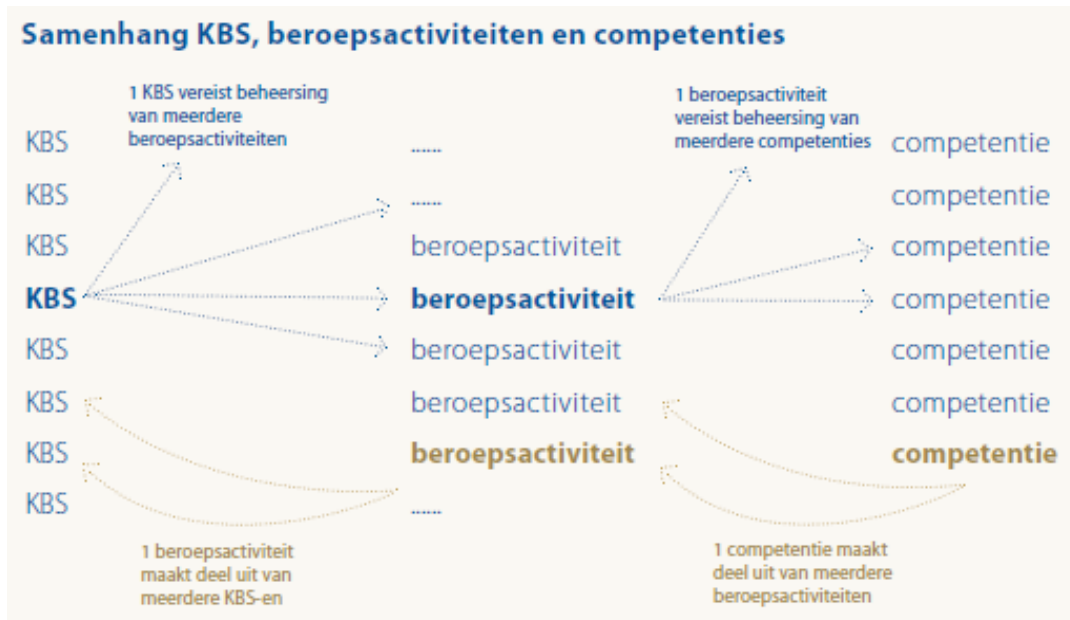 Samenhang KBS, beroepsactiviteiten en competenties
1 KBS vereist beheersing
van meerdere
beroepsactiviteiten
1 beroepsactiviteit
vereist beheersing van
meerdere competenties
KBS ...... competentie
KBS ...... competentie
KBS beroepsactiviteit competentie
KBS beroepsactiviteit competentie
KBS beroepsactiviteit competentie
KBS beroepsactiviteit competentie
KBS beroepsactiviteit competentie
KBS ......
1 beroepsactiviteit
maakt deel uit van
meerdere KBS-en
1 competentie maakt
deel uit van meerdere
beroepsactiviteiten